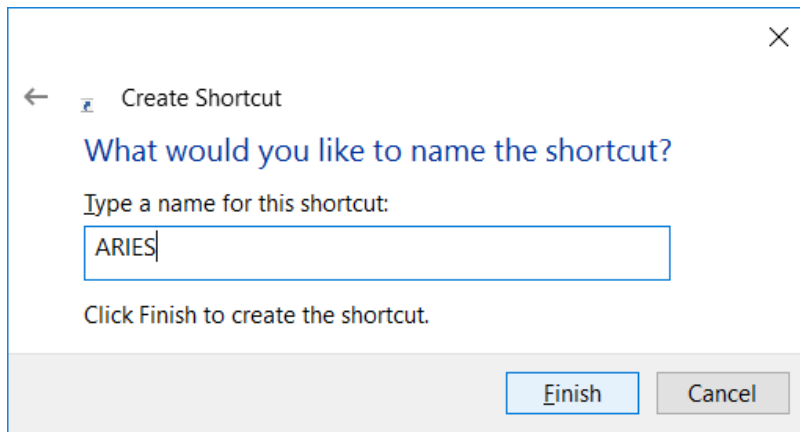 Create Shortcut
What would you like to name the shortcut?
Type a name for this shortcut:
ARIES
Click Finish to create the shortcut.
Finish Cancel